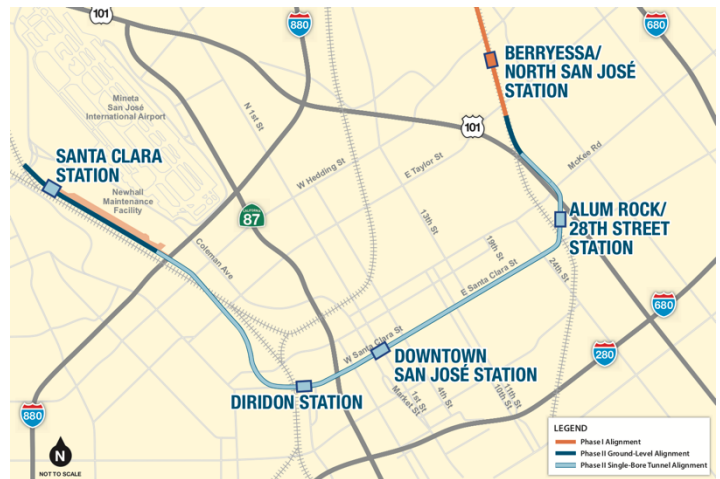 101
880
680
BERRYESSA/
NORTH SAN JOSÉ
STATION
Mineta
San José
International Airport
N 1st St
101
McKee Rd
SANTA CLARA
STATION
W Hedding St
E Taylor St
Newhall
Maintenance
Facility
CALIFORNIA
87
ALUM ROCK/
28TH STREET
STATION
13th St
19th St
24th St
Coleman Ave
E Santa Clara St
680
W Santa Clara St
280
DOWNTOWN
SAN JOSÉ STATION
DIRIDON STATION
11th St
10th St
4th St
1st St
Market St
880
N
NOT TO SCALE
LEGEND
Phase I Alignment
Phase II Ground-Level Alignment
Phase II Single-Bore Tunnel Alignment